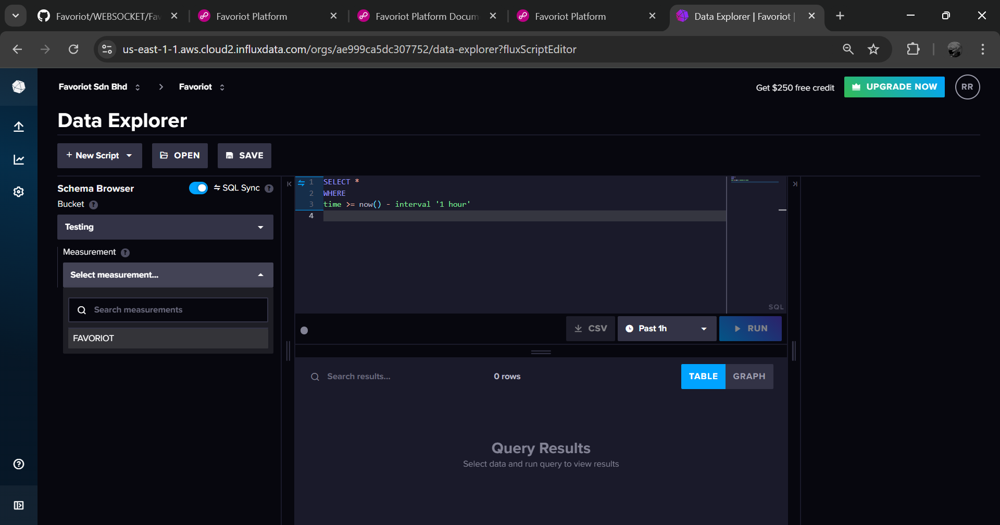 Favoriot/WEBSOCKET/Fav
Favoriot Platform
Favoriot Platform Docum
Favoriot Platform
Data Explorer | Favoriot |
us-east-1-1.aws.cloud2.influxdata.com/orgs/ae999ca5dc307752/data-explorer?fluxScriptEditor
Favoriot Sdn Bhd
Favoriot
Get $250 free credit
UPGRADE NOW
RR
Data Explorer
+ New Script
OPEN
SAVE
Schema Browser
SQL Sync ?
Bucket ?
Testing
Measurement ?
Select measurement...
Search measurements
FAVORIOT
1 SELECT *
2 WHERE
3 time >= now() - interval '1 hour'
4
SQL
CSV
Past 1h
RUN
Search results...
0 rows
TABLE
GRAPH
Query Results
Select data and run query to view results